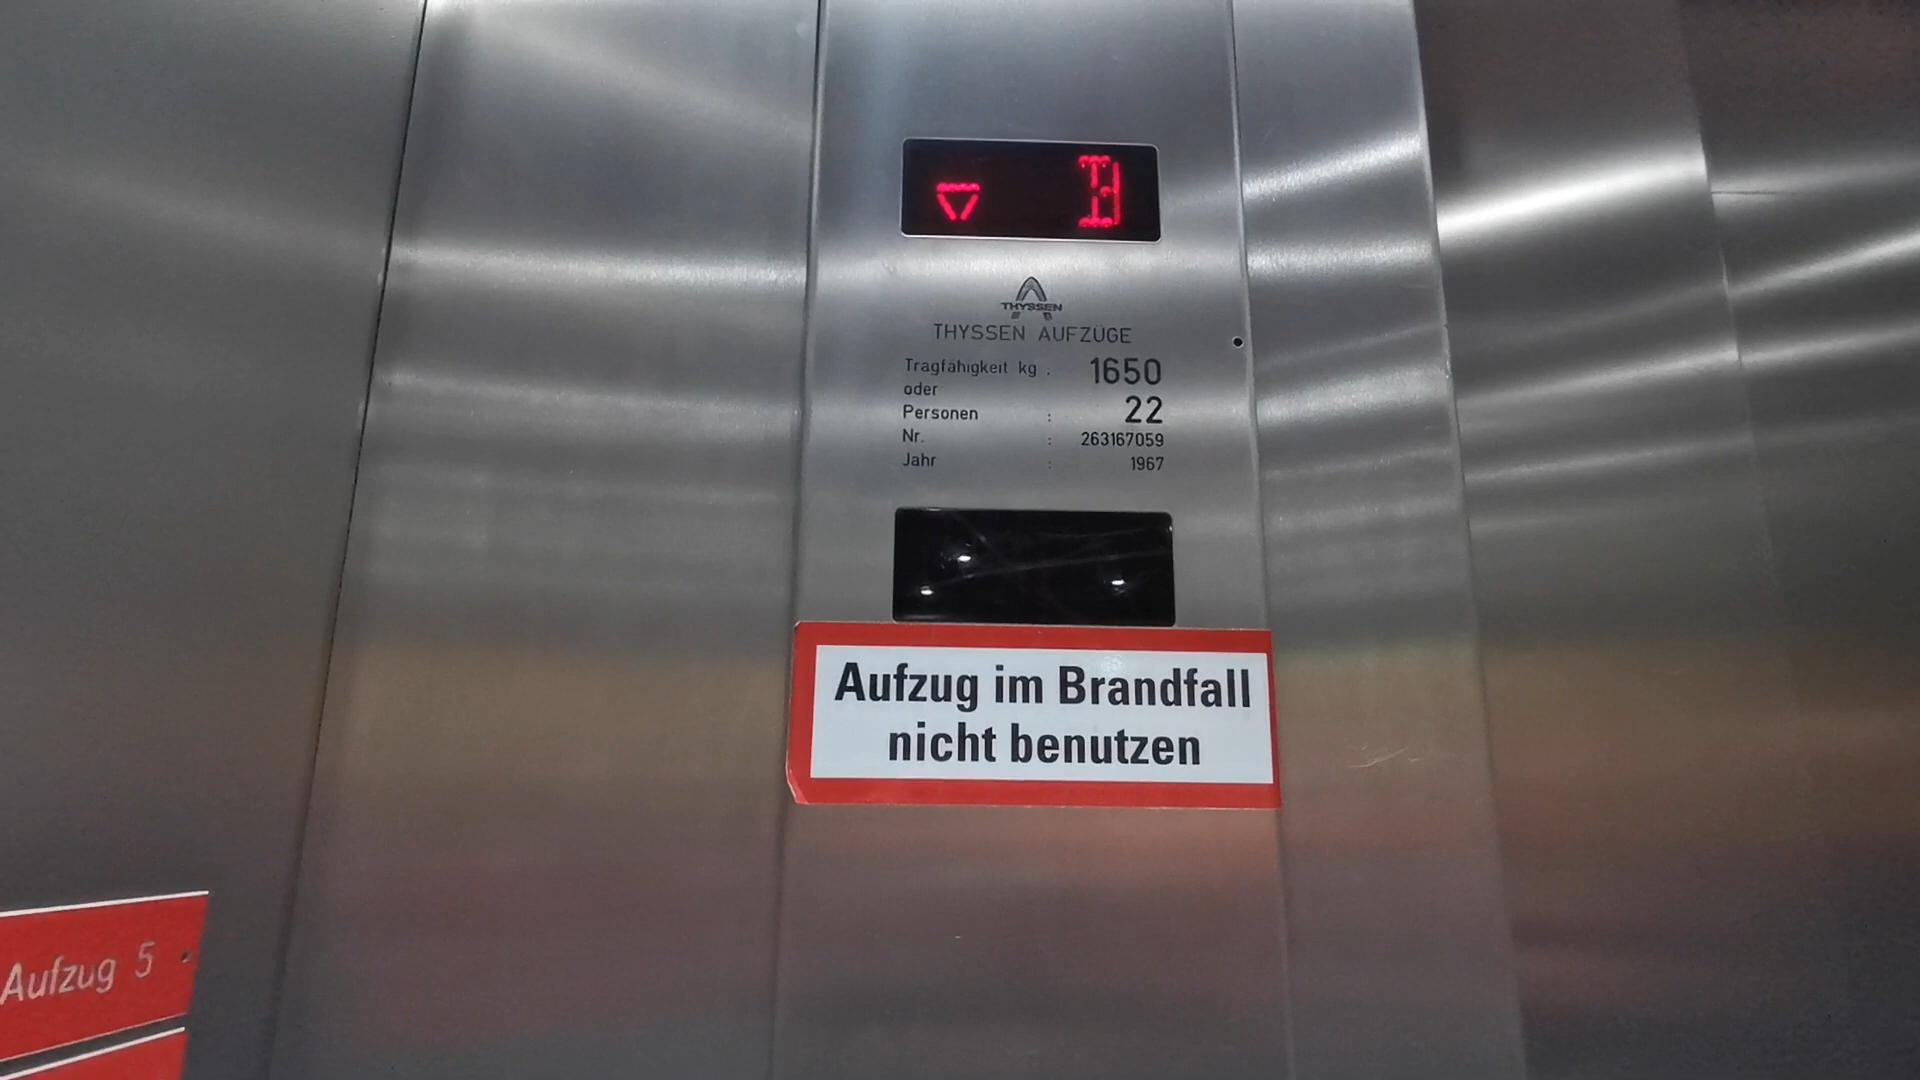 THYSSEN
THYSSEN AUFZÜGE
Tragfähigkeit kg : 1650
oder
Personen : 22
Nr. : 263167059
Jahr : 1967
Aufzug im Brandfall
nicht benutzen
Aufzug 5